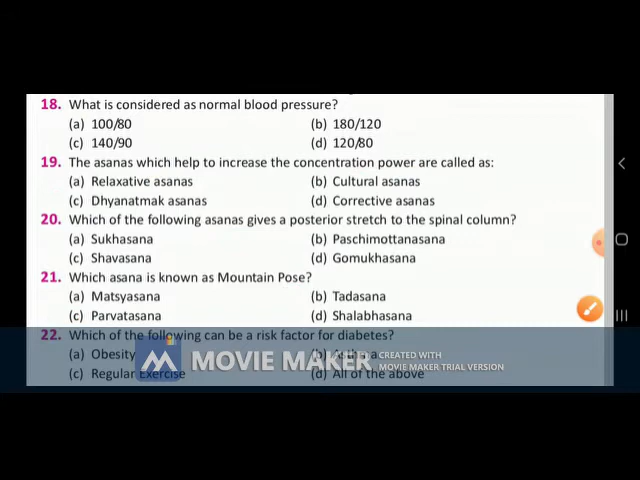 18. What is considered as normal blood pressure?
(a) 100/80 (b) 180/120
(c) 140/90 (d) 120/80
19. The asanas which help to increase the concentration power are called as:
(a) Relaxative asanas (b) Cultural asanas
(c) Dhyanatmak asanas (d) Corrective asanas
20. Which of the following asanas gives a posterior stretch to the spinal column?
(a) Sukhasana (b) Paschimottanasana
(c) Shavasana (d) Gomukhasana
21. Which asana is known as Mountain Pose?
(a) Matsyasana (b) Tadasana
(c) Parvatasana (d) Shalabhasana
22. Which of the following can be a risk factor for diabetes?
(a) Obesity (b)
MOVIE MAKER
CREATED WITH
MOVIE MAKER TRIAL VERSION
(c) Regular Exercise (d) All of the above